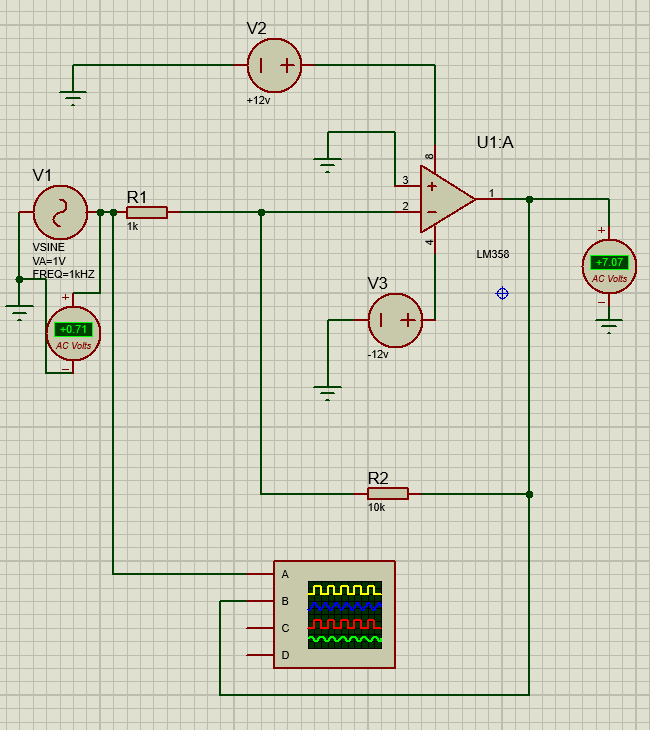 V2
+12v
U1:A
8
3
2
1
4
LM358
V1
VSINE
VA=1V
FREQ=1kHZ
R1
1k
+
+0.71
AC Volts
−
+
+7.07
AC Volts
−
V3
-12v
R2
10k
A
B
C
D